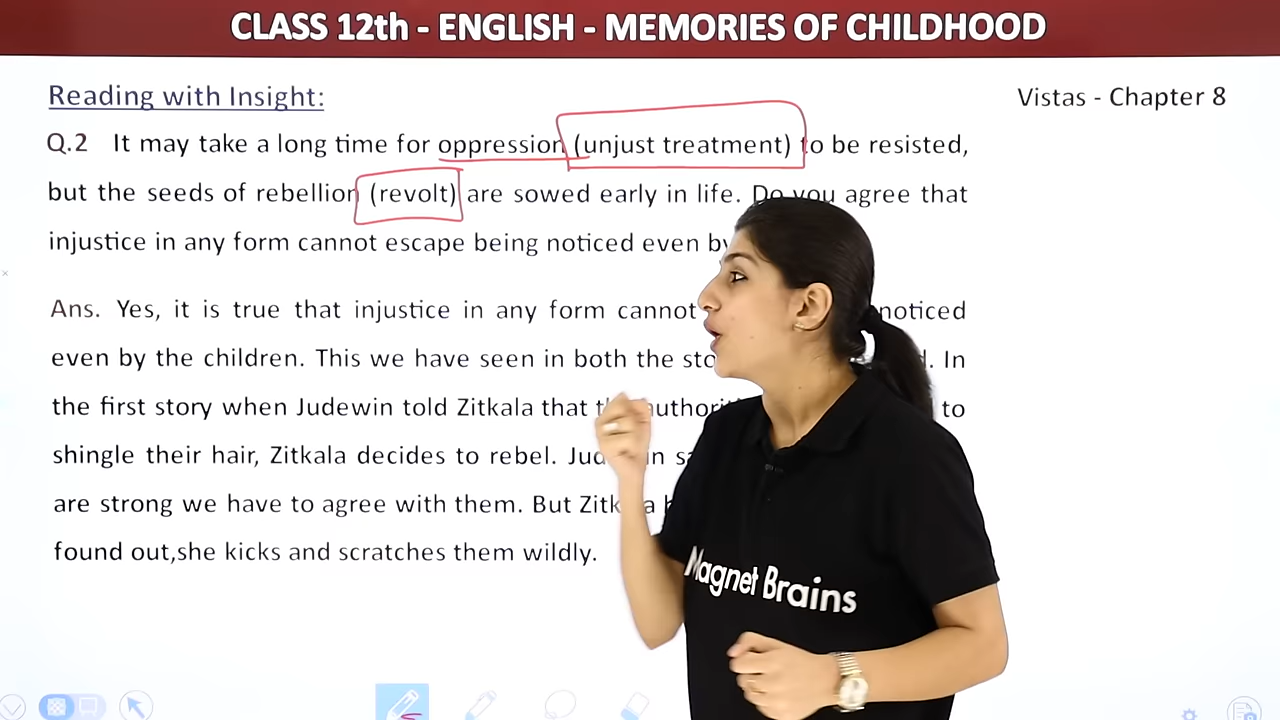 CLASS 12th - ENGLISH - MEMORIES OF CHILDHOOD
Reading with Insight:
Vistas - Chapter 8
Q.2 It may take a long time for oppression (unjust treatment) to be resisted,
but the seeds of rebellion (revolt) are sowed early in life. Do you agree that
injustice in any form cannot escape being noticed even by
Ans. Yes, it is true that injustice in any form cannot noticed
even by the children. This we have seen in both the In
the first story when Judewin told Zitkala that to
shingle their hair, Zitkala decides to rebel.
are strong we have to agree with them. But
found out,she kicks and scratches them wildly.
Magnet Brains